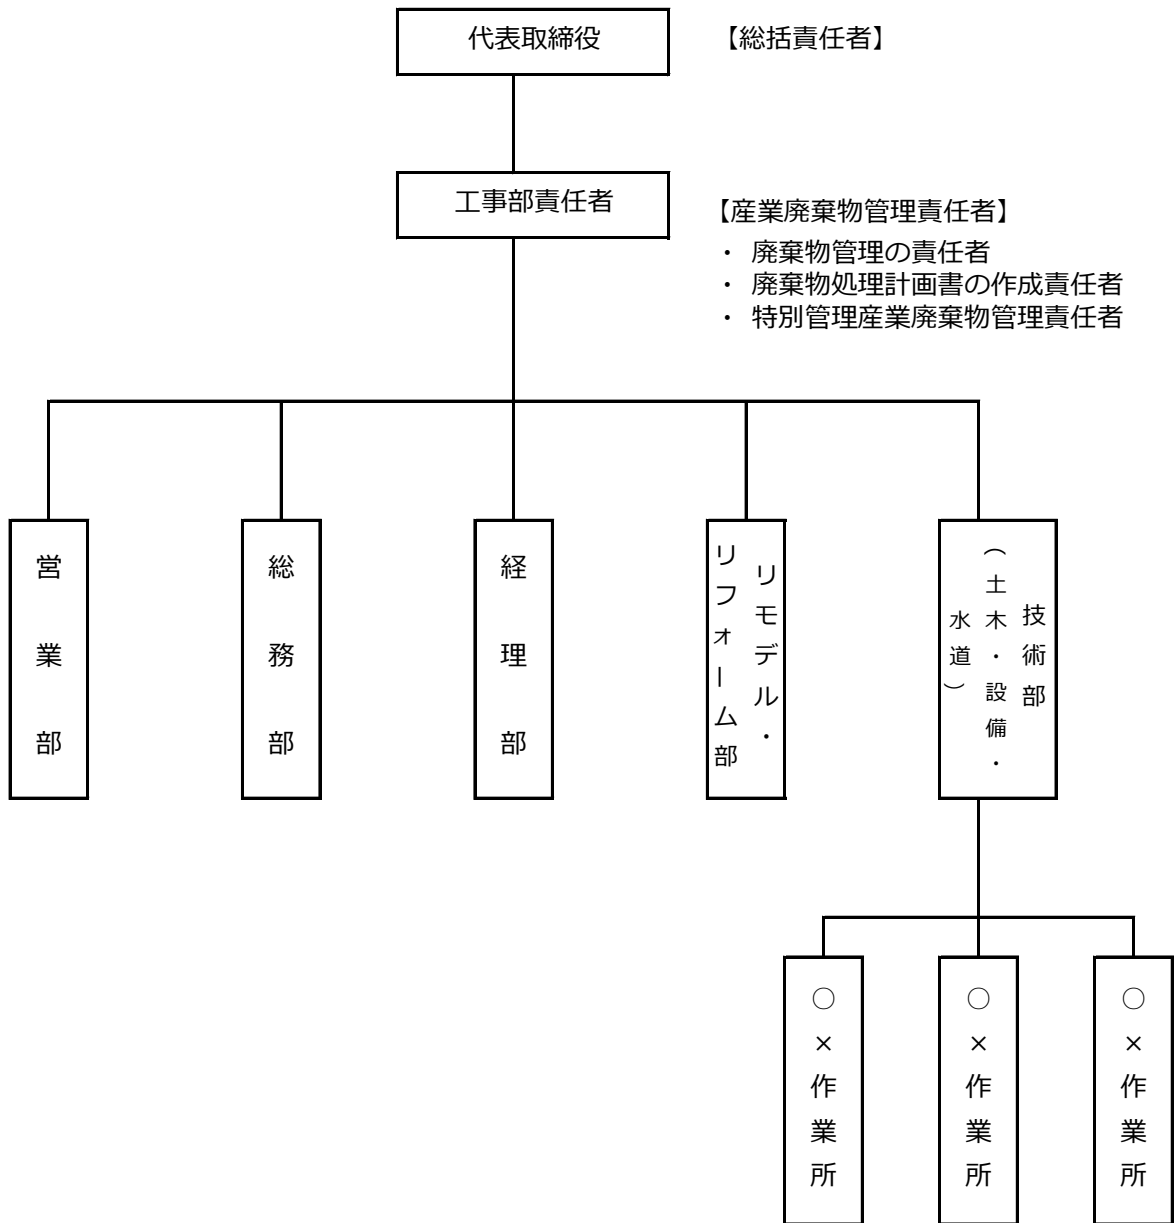 代表取締役
【総括責任者】
工事部責任者
【産業廃棄物管理責任者】
・ 廃棄物管理の責任者
・ 廃棄物処理計画書の作成責任者
・ 特別管理産業廃棄物管理責任者
営業部
総務部
経理部
リモデル・
リフォーム部
技術部
（土木・設備・
水道）
○×作業所
○×作業所
○×作業所